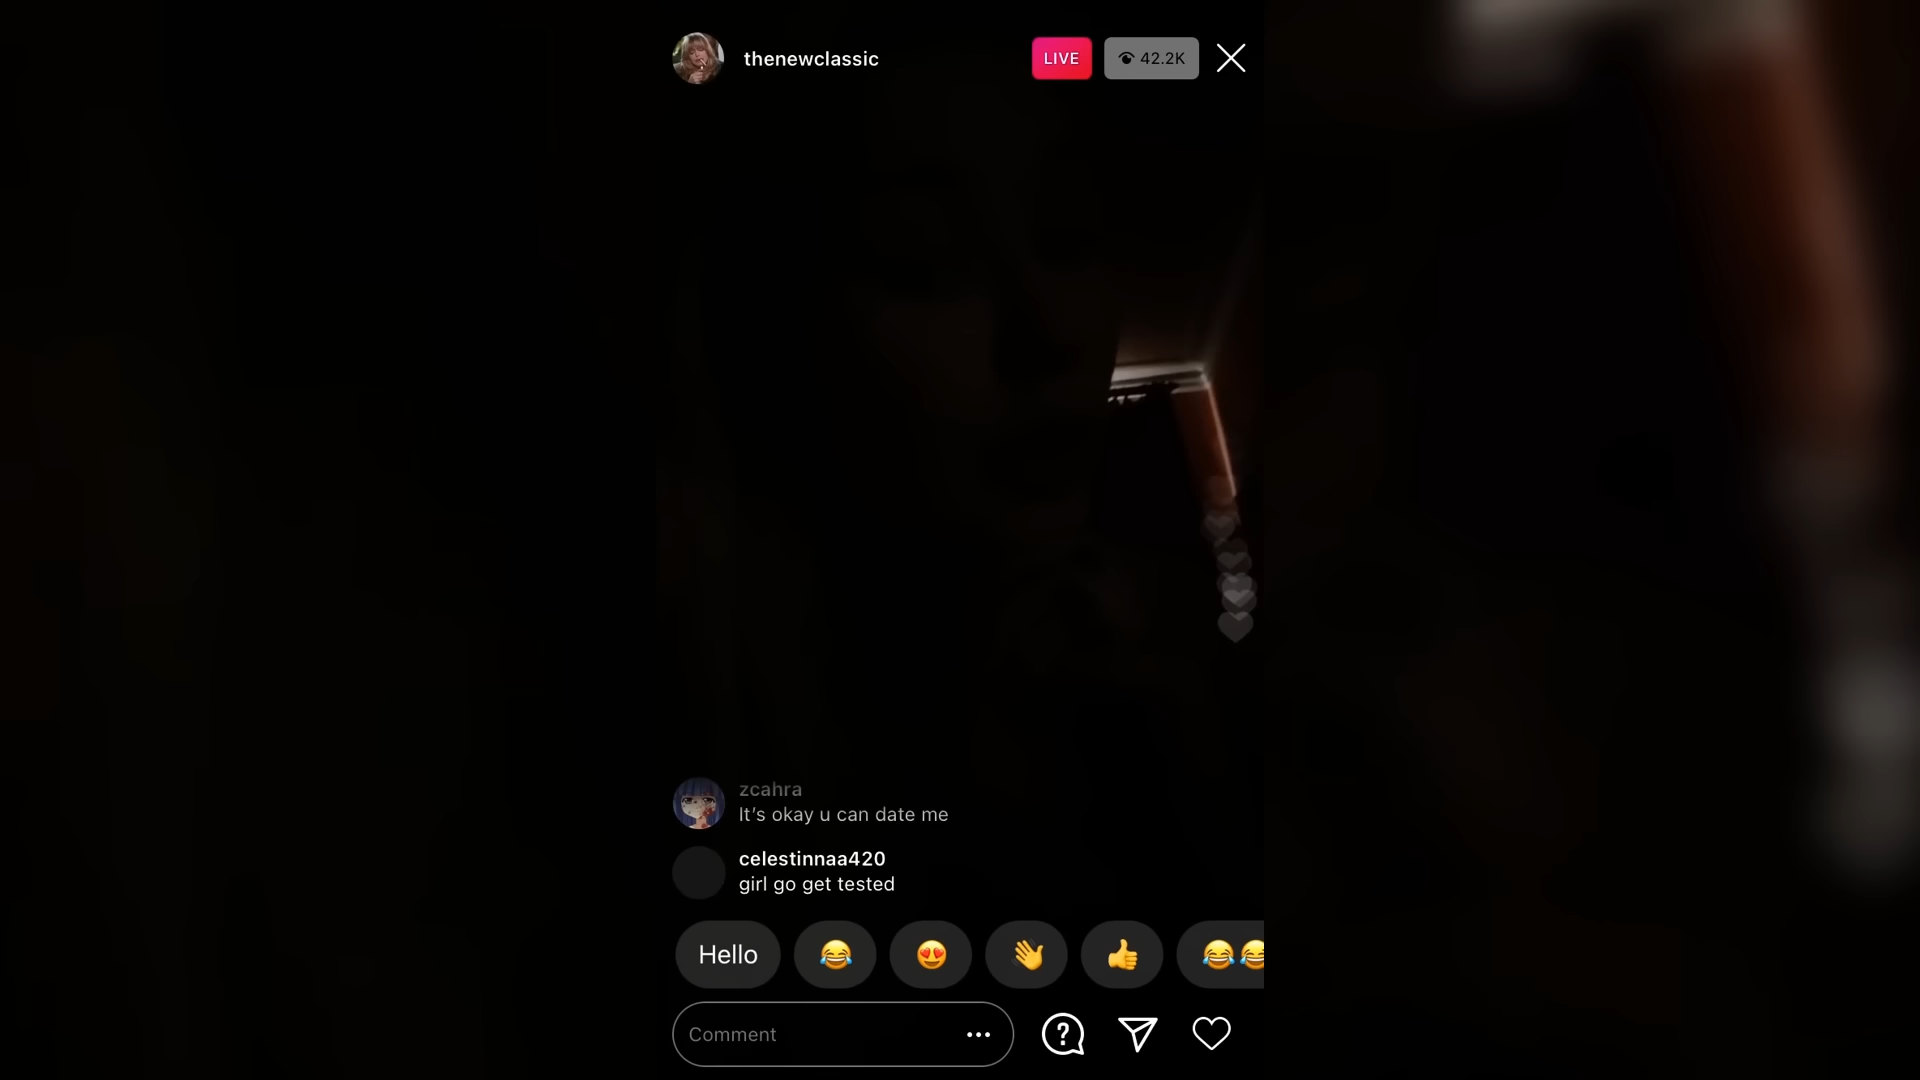 thenewclassic
LIVE
42.2K
zcahra
It's okay u can date me
celestinnaa420
girl go get tested
Hello
Comment